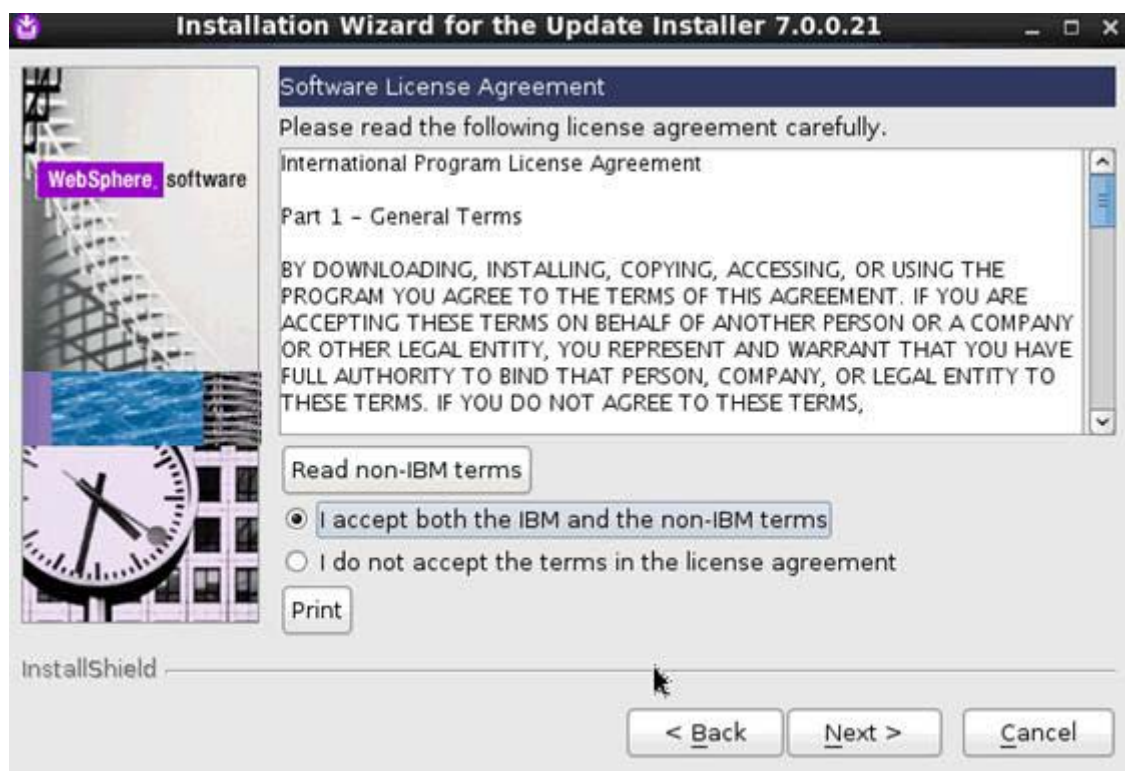 Installation Wizard for the Update Installer 7.0.0.21
WebSphere. software
Software License Agreement
Please read the following license agreement carefully.
International Program License Agreement
Part 1 – General Terms
BY DOWNLOADING, INSTALLING, COPYING, ACCESSING, OR USING THE
PROGRAM YOU AGREE TO THE TERMS OF THIS AGREEMENT. IF YOU ARE
ACCEPTING THESE TERMS ON BEHALF OF ANOTHER PERSON OR A COMPANY
OR OTHER LEGAL ENTITY, YOU REPRESENT AND WARRANT THAT YOU HAVE
FULL AUTHORITY TO BIND THAT PERSON, COMPANY, OR LEGAL ENTITY TO
THESE TERMS. IF YOU DO NOT AGREE TO THESE TERMS,
Read non-IBM terms
I accept both the IBM and the non-IBM terms
I do not accept the terms in the license agreement
Print
InstallShield
< Back
Next >
Cancel